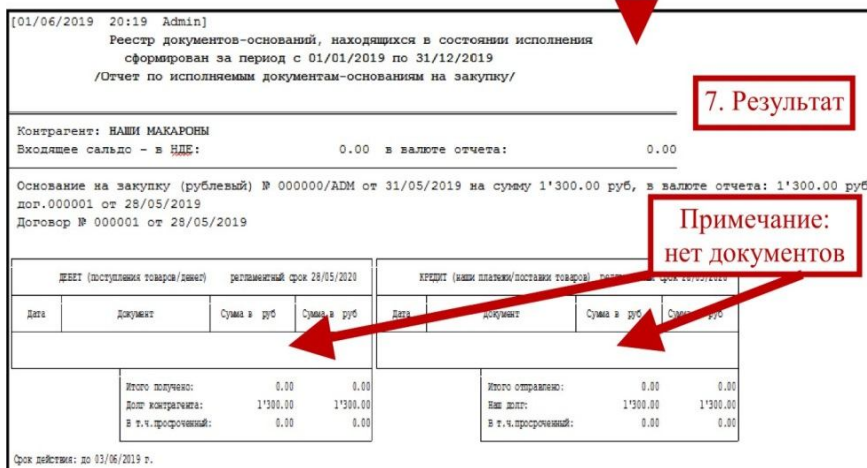 [01/06/2019 20:19 Admin]
Реестр документов-оснований, находящихся в состоянии исполнения
сформирован за период с 01/01/2019 по 31/12/2019
/Отчет по исполняемым документам-основаниям на закупку/
7. Результат
Контрагент: НАШИ МАКАРОНЫ
Входящее сальдо - в НДЕ: 0.00 в валюте отчета: 0.00
Основание на закупку (рублевый) № 000000/ADM от 31/05/2019 на сумму 1'300.00 руб, в валюте отчета: 1'300.00 руб
дог.000001 от 28/05/2019
Договор № 000001 от 28/05/2019
Примечание:
нет документов
ДЕБЕТ (поступления товаров/денег) регламентный срок 28/05/2020 КРЕДИТ (наши платежи/поставки товаров)
Дата Документ Сумма в руб Сумма в руб Дата Документ Сумма в руб Сумма в руб
Итого получено: 0.00 0.00 Итого отправлено: 0.00 0.00
Долг контрагента: 1'300.00 1'300.00 Наш долг: 1'300.00 1'300.00
В т.ч.просроченный: 0.00 0.00 В т.ч.просроченный: 0.00 0.00
Срок действия: до 03/06/2019 г.